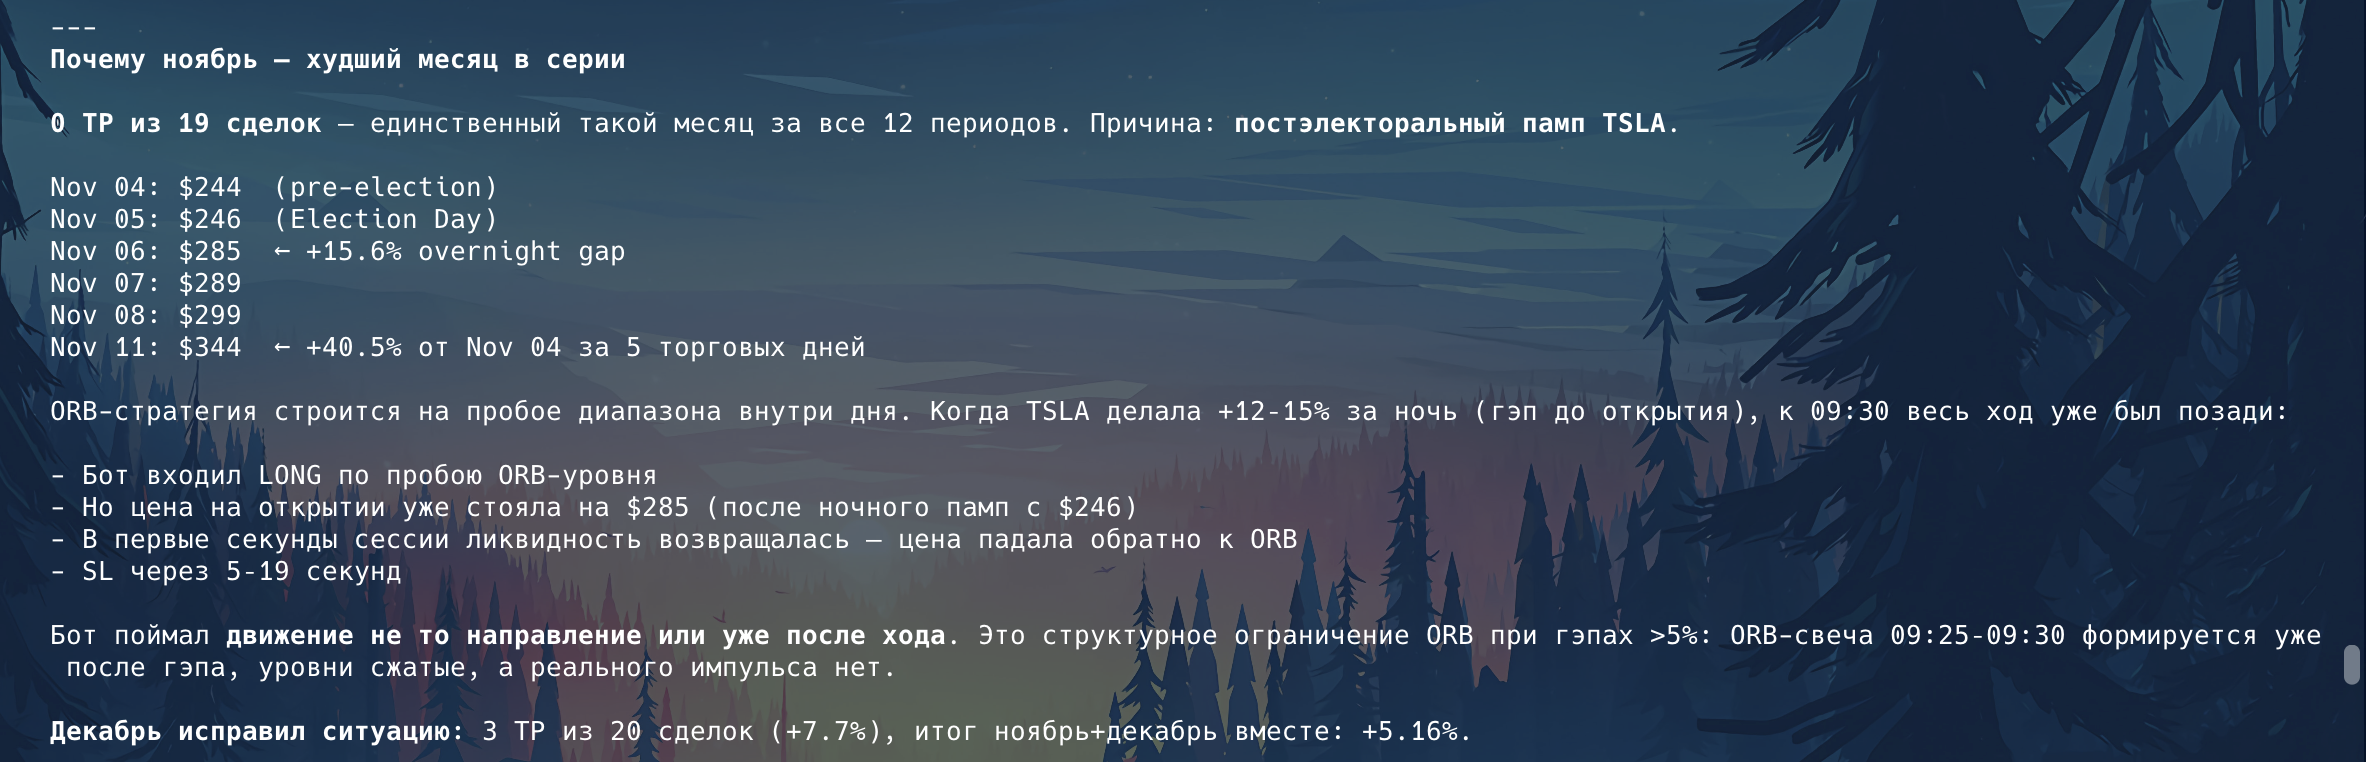 ---
Почему ноябрь — худший месяц в серии
0 TP из 19 сделок — единственный такой месяц за все 12 периодов. Причина: постэлекторальный памп TSLA.
Nov 04: $244  (pre-election)
Nov 05: $246  (Election Day)
Nov 06: $285  ← +15.6% overnight gap
Nov 07: $289
Nov 08: $299
Nov 11: $344  ← +40.5% от Nov 04 за 5 торговых дней
ORB-стратегия строится на пробое диапазона внутри дня. Когда TSLA делала +12-15% за ночь (гэп до открытия), к 09:30 весь ход уже был позади:
- Бот входил LONG по пробою ORB-уровня
- Но цена на открытии уже стояла на $285 (после ночного памп с $246)
- В первые секунды сессии ликвидность возвращалась — цена падала обратно к ORB
- SL через 5-19 секунд
Бот поймал движение не то направление или уже после хода. Это структурное ограничение ORB при гэпах >5%: ORB-свеча 09:25-09:30 формируется уже
после гэпа, уровни сжатые, а реального импульса нет.
Декабрь исправил ситуацию: 3 TP из 20 сделок (+7.7%), итог ноябрь+декабрь вместе: +5.16%.